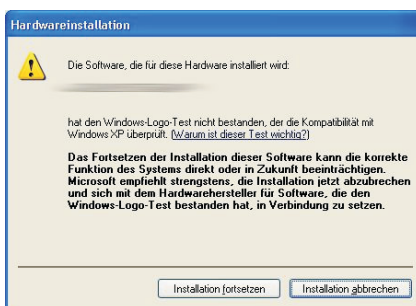 Hardwareinstallation
Die Software, die für diese Hardware installiert wird:
hat den Windows-Logo-Test nicht bestanden, der die Kompatibilität mit
Windows XP überprüft. (Warum ist dieser Test wichtig?)
Das Fortsetzen der Installation dieser Software kann die korrekte
Funktion des Systems direkt oder in Zukunft beeinträchtigen.
Microsoft empfiehlt strengstens, die Installation jetzt abzubrechen
und sich mit dem Hardwarehersteller für Software, die den
Windows-Logo-Test bestanden hat, in Verbindung zu setzen.
Installation fortsetzen
Installation abbrechen